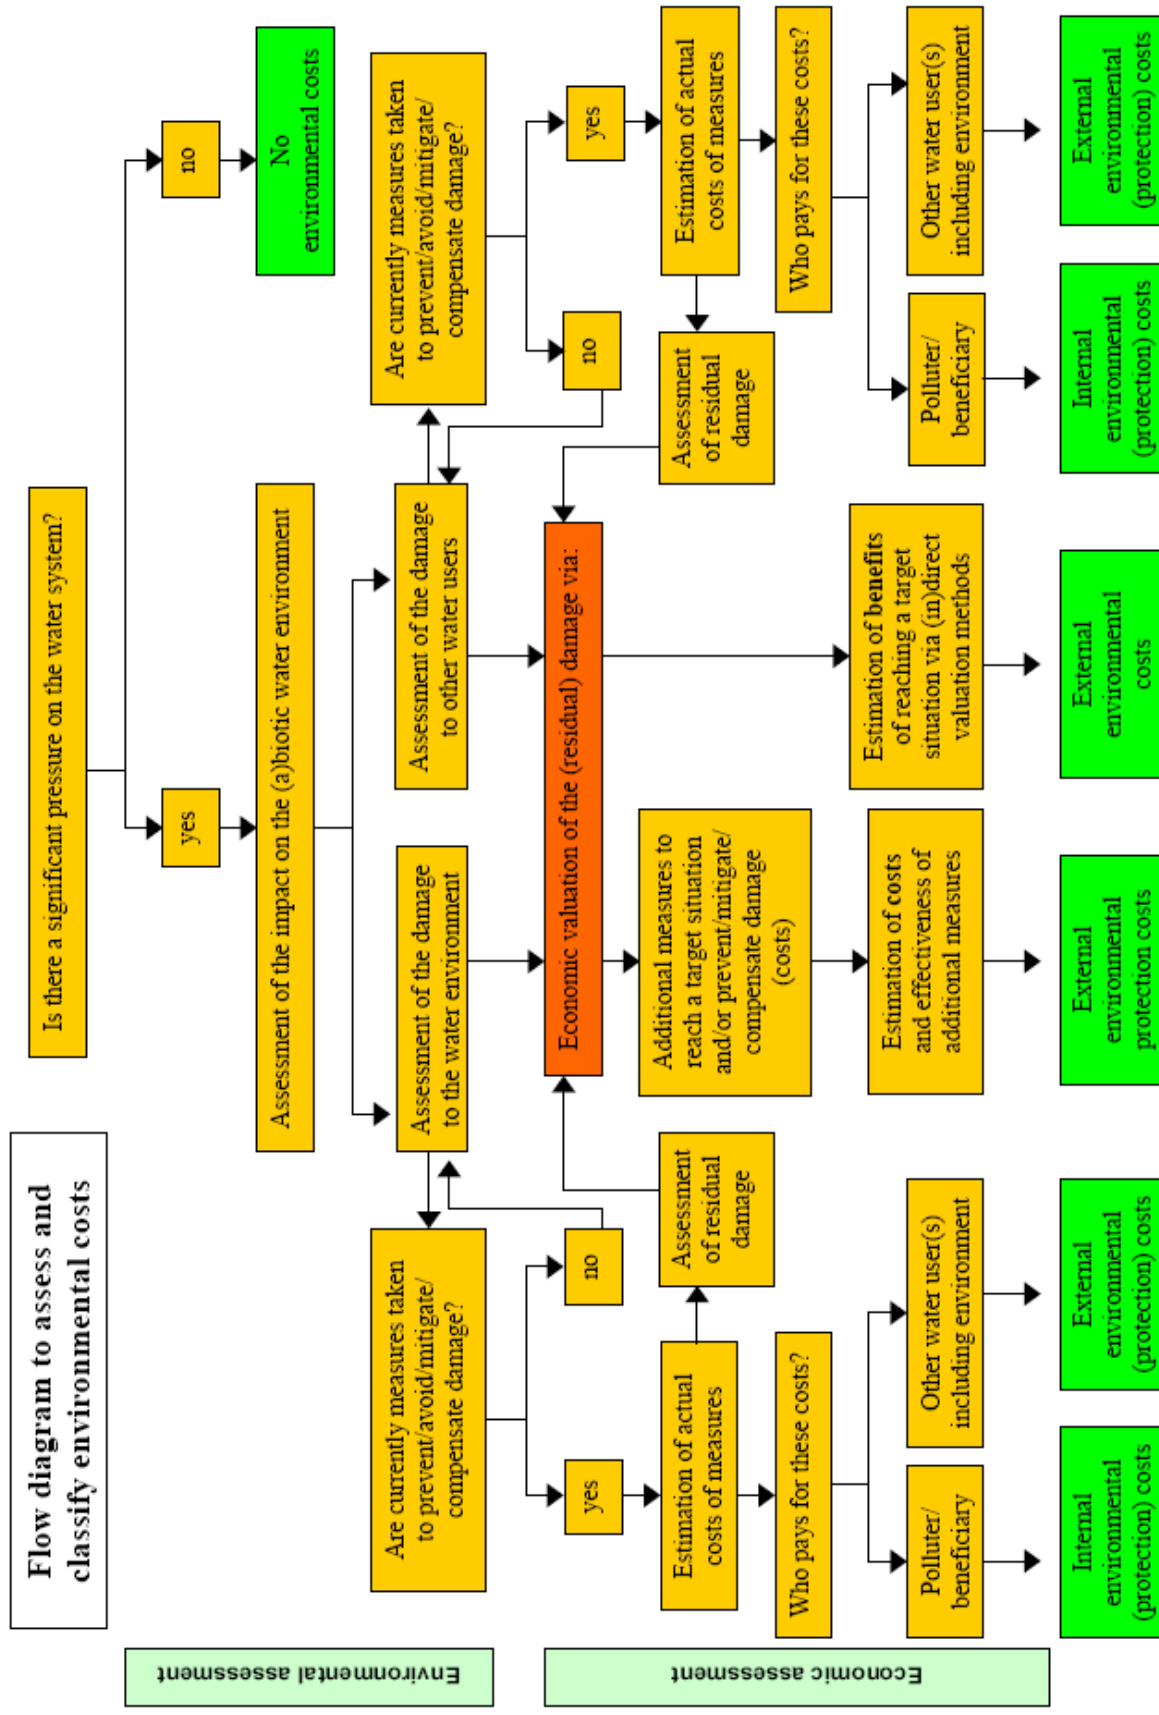 Flow diagram to assess and
classify environmental costs
Is there a significant pressure on the water system?
yes
no
Assessment of the impact on the (a)biotic water environment
No
environmental costs
Environmental assessment
Are currently measures taken
to prevent/avoid/mitigate/
compensate damage?
Assessment of the damage
to the water environment
Assessment of the damage
to other water users
Are currently measures taken
to prevent/avoid/mitigate/
compensate damage?
yes
no
Economic valuation of the (residual) damage via:
no
yes
Economic assessment
Estimation of actual
costs of measures
Assessment
of residual
damage
Additional measures to
reach a target situation
and/or prevent/mitigate/
compensate damage
(costs)
Assessment
of residual
damage
Estimation of actual
costs of measures
Who pays for these costs?
Who pays for these costs?
Polluter/
beneficiary
Other water user(s)
including environment
Estimation of costs
and effectiveness of
additional measures
Estimation of benefits
of reaching a target
situation via (in)direct
valuation methods
Polluter/
beneficiary
Other water user(s)
including environment
Internal
environmental
(protection) costs
External
environmental
(protection) costs
External
environmental
protection costs
External
environmental
costs
Internal
environmental
(protection) costs
External
environmental
(protection) costs